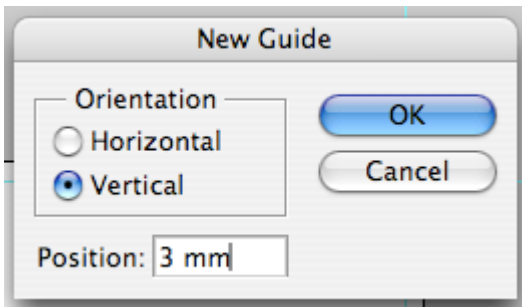 New Guide
Orientation
Horizontal
Vertical
OK
Cancel
Position: 3 mm